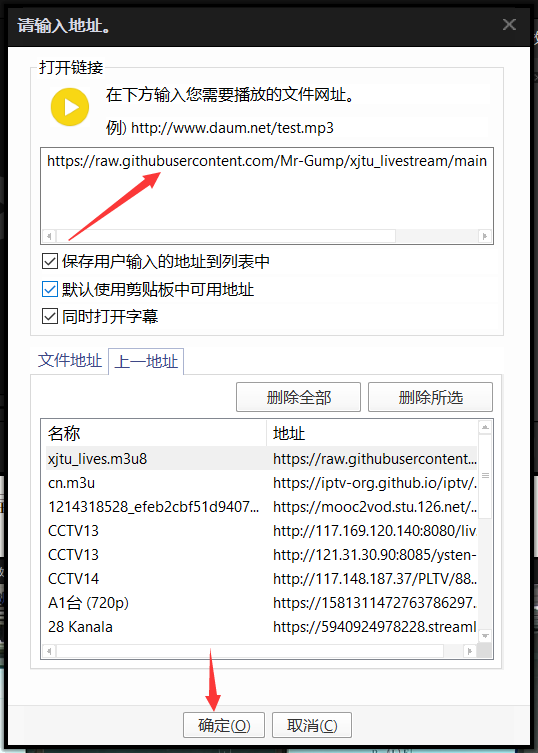 请输入地址。
打开链接
在下方输入您需要播放的文件网址。
例) http://www.daum.net/test.mp3
https://raw.githubusercontent.com/Mr-Gump/xjtu_livestream/main
保存用户输入的地址到列表中
默认使用剪贴板中可用地址
同时打开字幕
文件地址 上一地址
删除全部 删除所选
名称 地址
xjtu_lives.m3u8 https://raw.githubusercontent...
cn.m3u https://iptv-org.github.io/iptv/.
1214318528_efeb2cbf51d9407... https://mooc2vod.stu.126.net/..
CCTV13 http://117.169.120.140:8080/liv.
CCTV13 http://121.31.30.90:8085/ysten-
CCTV14 http://117.148.187.37/PLTV/88..
A1台 (720p) https://1581311472763786297.
28 Kanala https://5940924978228.streaml
确定(O) 取消(C)